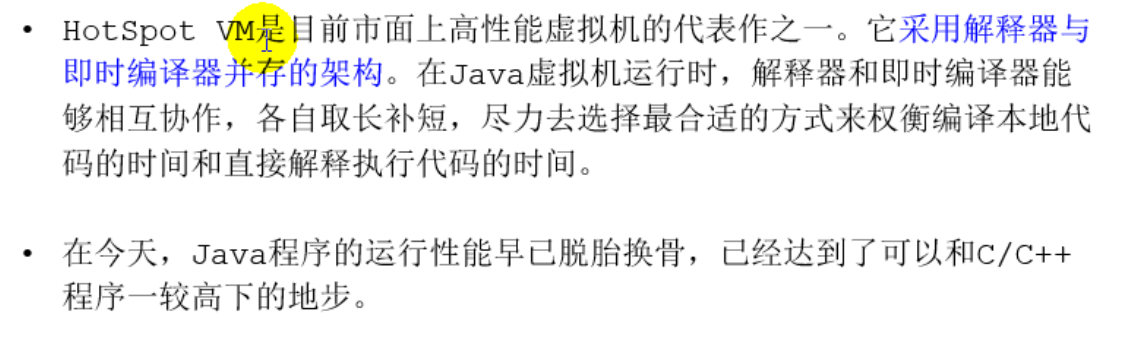 • HotSpot VM是目前市面上高性能虚拟机的代表作之一。它采用解释器与
即时编译器并存的架构。在Java虚拟机运行时，解释器和即时编译器能
够相互协作，各自取长补短，尽力去选择最合适的方式来权衡编译本地代
码的时间和直接解释执行代码的时间。
• 在今天，Java程序的运行性能早已脱胎换骨，已经达到了可以和C/C++
程序一较高下的地步。